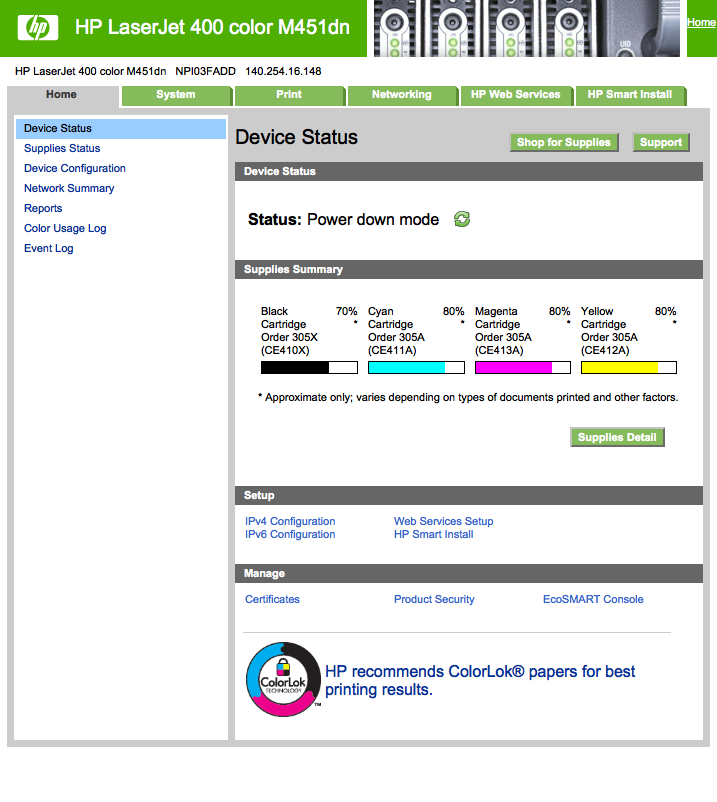 hp HP LaserJet 400 color M451dn
UID
Home
HP LaserJet 400 color M451dn NPI03FADD 140.254.16.148
Home System Print Networking HP Web Services HP Smart Install
Device Status
Supplies Status
Device Configuration
Network Summary
Reports
Color Usage Log
Event Log
Device Status
Shop for Supplies Support
Device Status
Status: Power down mode
Supplies Summary
Black 70% Cyan 80% Magenta 80% Yellow 80%
Cartridge * Cartridge * Cartridge * Cartridge *
Order 305X Order 305A Order 305A Order 305A
(CE410X) (CE411A) (CE413A) (CE412A)
* Approximate only; varies depending on types of documents printed and other factors.
Supplies Detail
Setup
IPv4 Configuration Web Services Setup
IPv6 Configuration HP Smart Install
Manage
Certificates Product Security EcoSMART Console
ColorLok
TECHNOLOGY
TM
HP recommends ColorLok® papers for best
printing results.